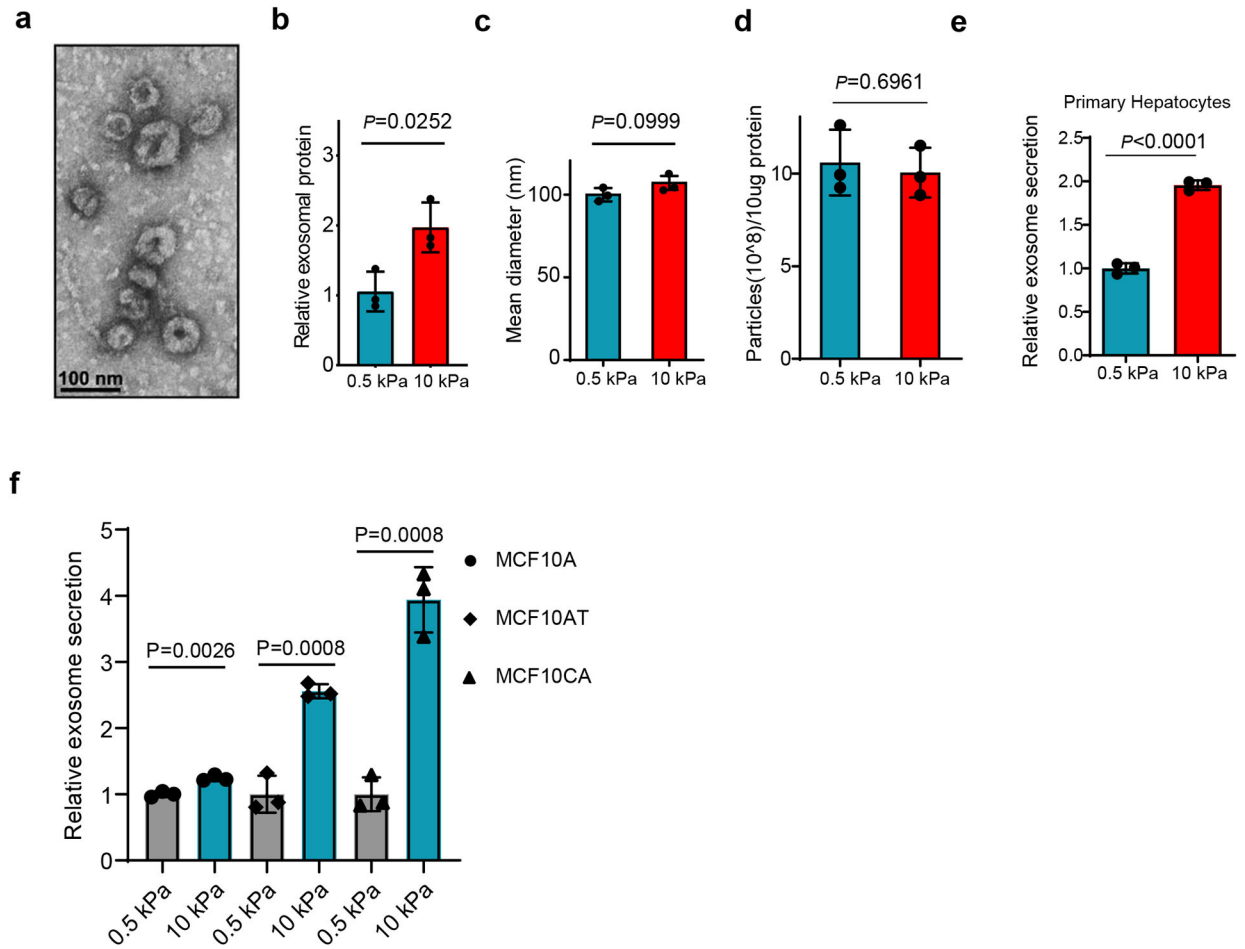 a
100 nm
b
P=0.0252
Relative exosomal protein
3
2
1
0
0.5 kPa
10 kPa
c
P=0.0999
Mean diameter (nm)
100
50
0
0.5 kPa
10 kPa
d
P=0.6961
Particles(10^8)/10ug protein
10
5
0
0.5 kPa
10 kPa
e
Primary Hepatocytes
P<0.0001
Relative exosome secretion
2.5
2.0
1.5
1.0
0.5
0.0
0.5 kPa
10 kPa
f
Relative exosome secretion
5
4
3
2
1
0
P=0.0026
P=0.0008
P=0.0008
0.5 kPa
10 kPa
0.5 kPa
10 kPa
0.5 kPa
10 kPa
MCF10A
MCF10AT
MCF10CA